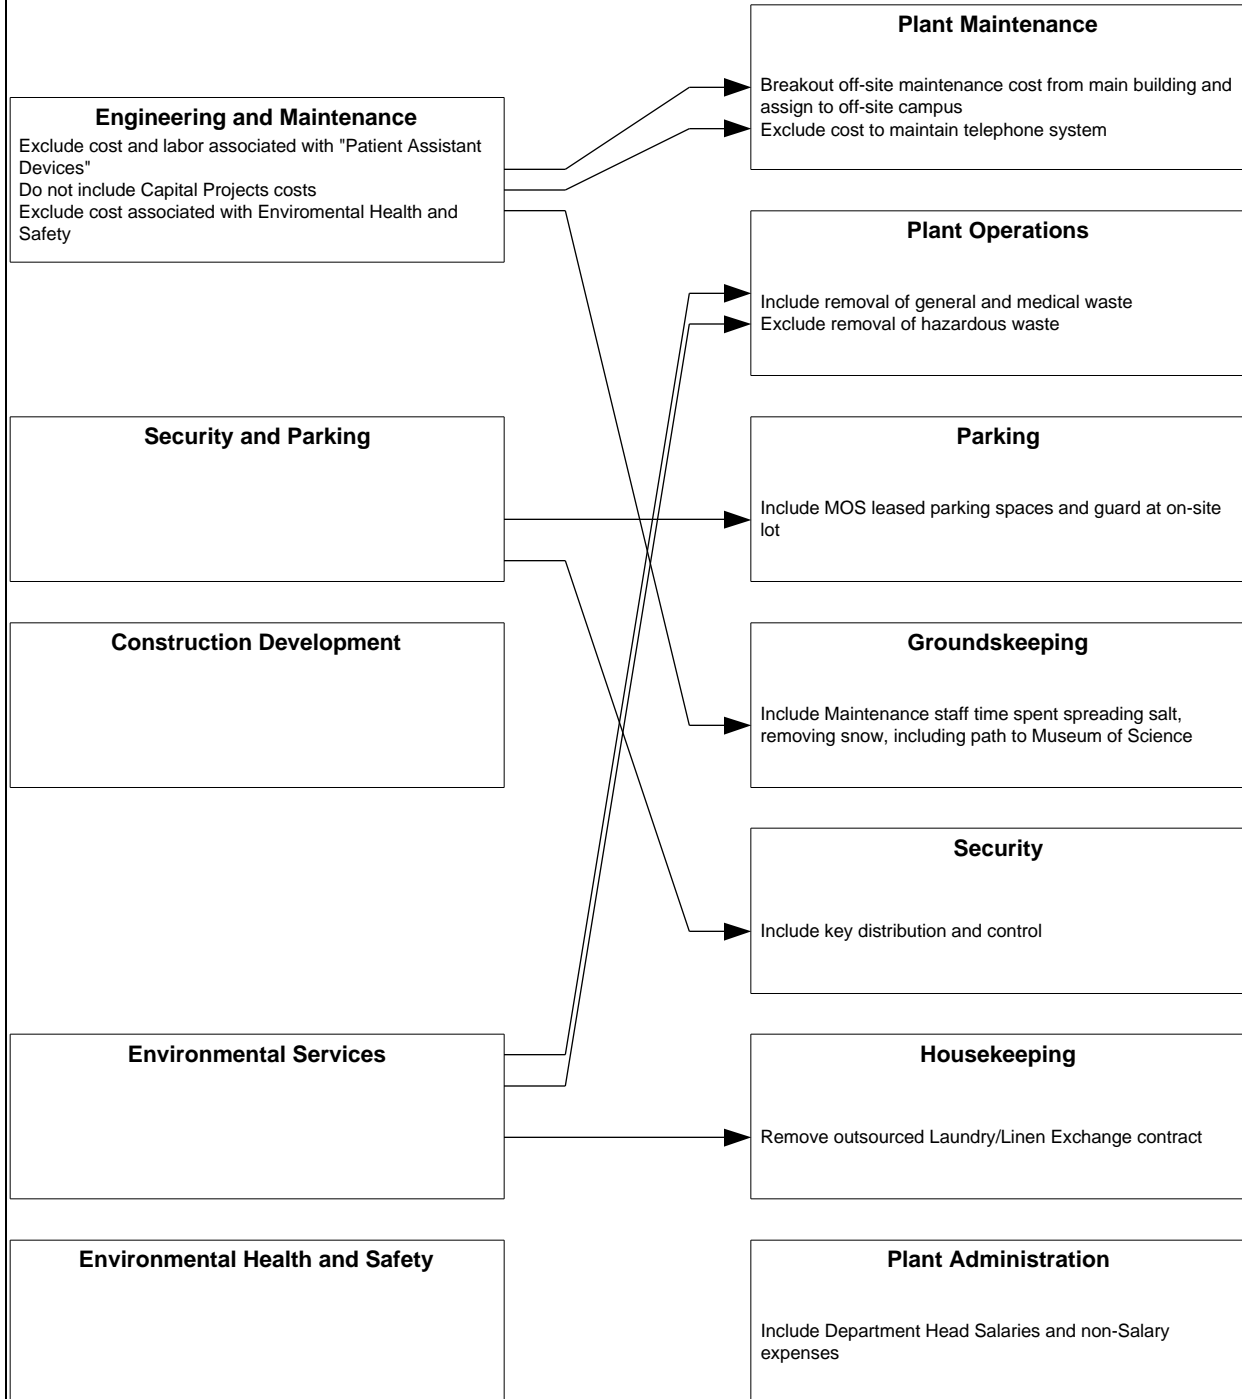 Plant Maintenance
Breakout off-site maintenance cost from main building and
assign to off-site campus
Exclude cost to maintain telephone system
Engineering and Maintenance
Exclude cost and labor associated with "Patient Assistant
Devices"
Do not include Capital Projects costs
Exclude cost associated with Enviromental Health and
Safety
Plant Operations
Include removal of general and medical waste
Exclude removal of hazardous waste
Security and Parking
Parking
Include MOS leased parking spaces and guard at on-site
lot
Construction Development
Groundskeeping
Include Maintenance staff time spent spreading salt,
removing snow, including path to Museum of Science
Security
Include key distribution and control
Environmental Services
Housekeeping
Remove outsourced Laundry/Linen Exchange contract
Environmental Health and Safety
Plant Administration
Include Department Head Salaries and non-Salary
expenses